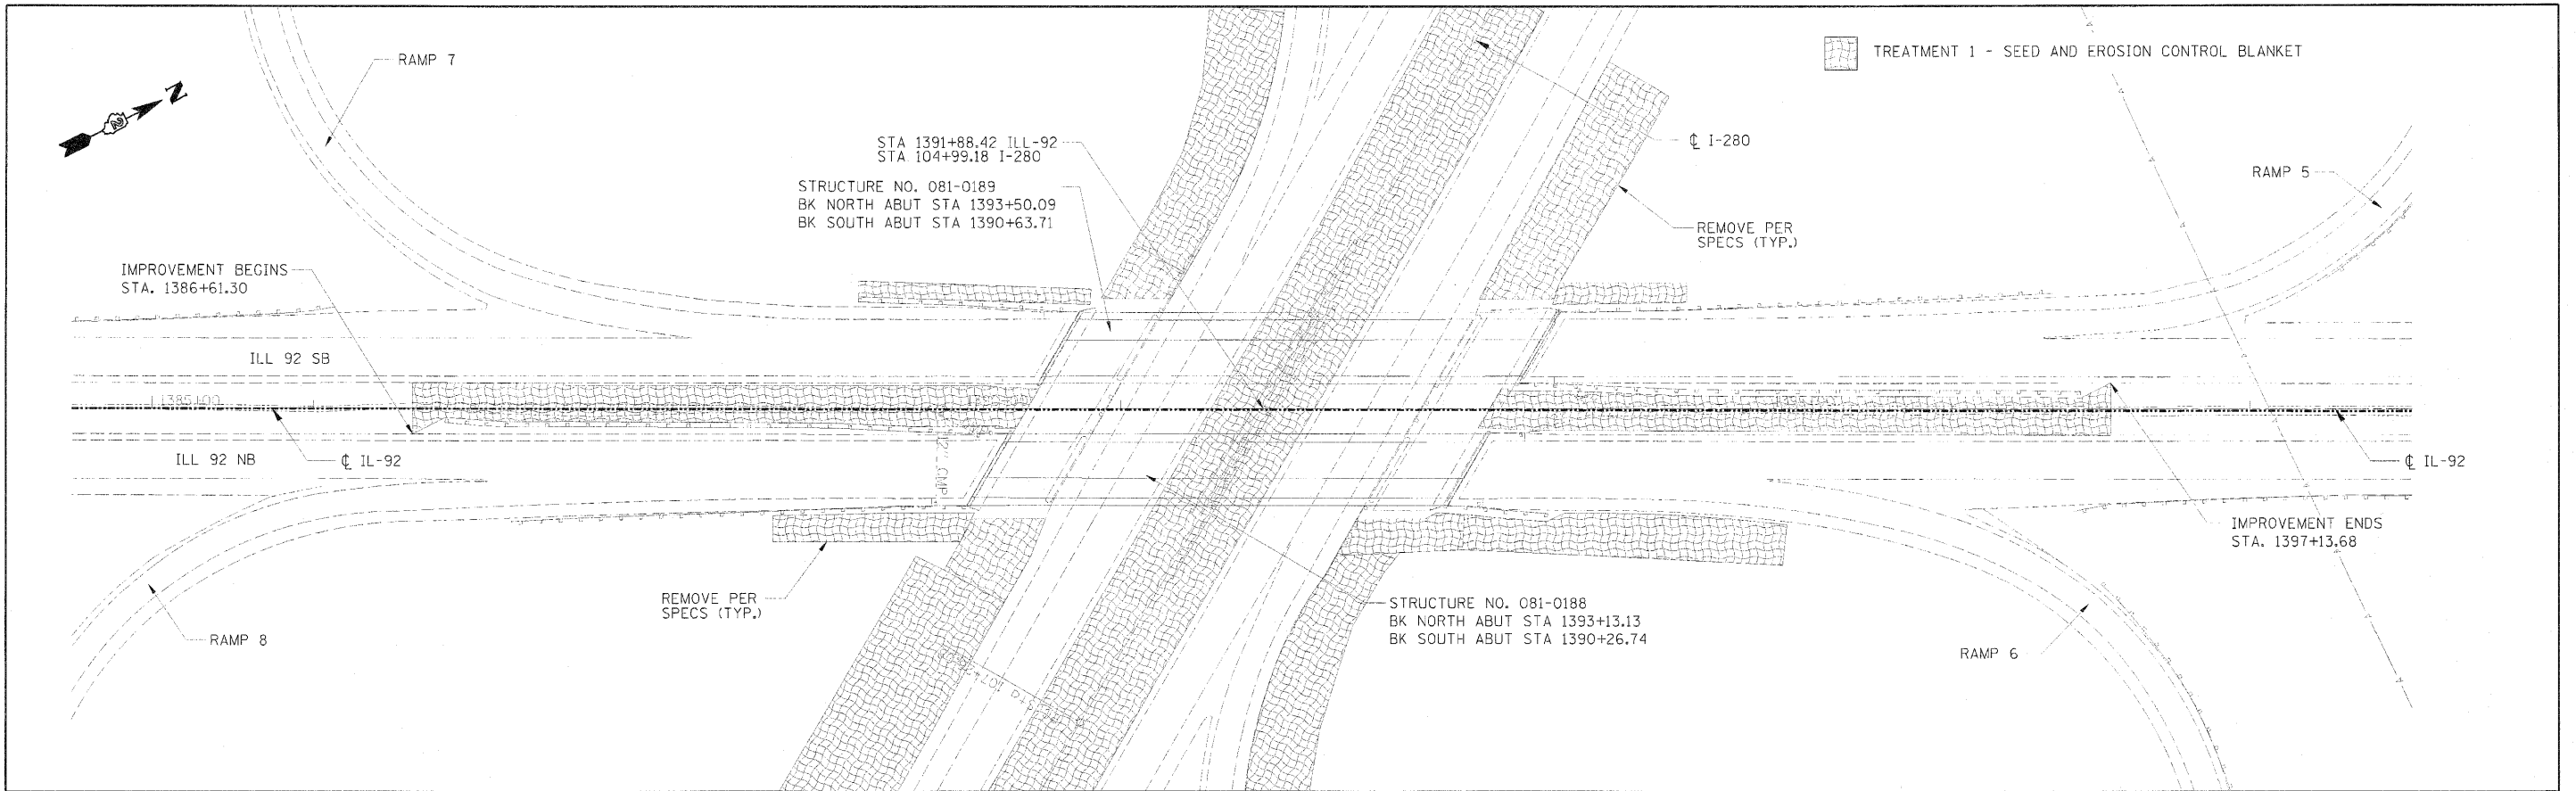 RAMP 7
TREATMENT 1 - SEED AND EROSION CONTROL BLANKET
N
STA 1391+88.42 ILL-92
STA 104+99.18 I-280
℄ I-280
STRUCTURE NO. 081-0189
BK NORTH ABUT STA 1393+50.09
BK SOUTH ABUT STA 1390+63.71
RAMP 5
REMOVE PER
SPECS (TYP.)
IMPROVEMENT BEGINS
STA. 1386+61.30
ILL 92 SB
1385+00
ILL 92 NB
℄ IL-92
℄ IL-92
CMP
IMPROVEMENT ENDS
STA. 1397+13.68
REMOVE PER
SPECS (TYP.)
STRUCTURE NO. 081-0188
BK NORTH ABUT STA 1393+13.13
BK SOUTH ABUT STA 1390+26.74
RAMP 8
RAMP 6